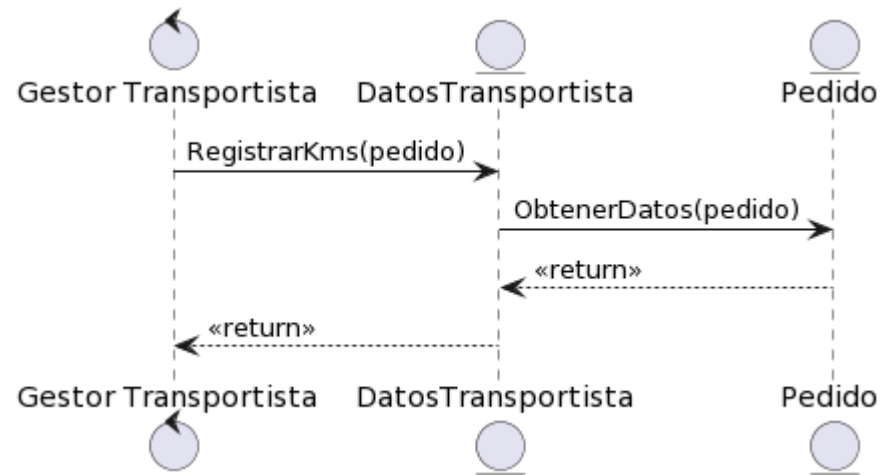 Gestor Transportista DatosTransportista Pedido
RegistrarKms(pedido)
ObtenerDatos(pedido)
«return»
«return»
Gestor Transportista DatosTransportista Pedido